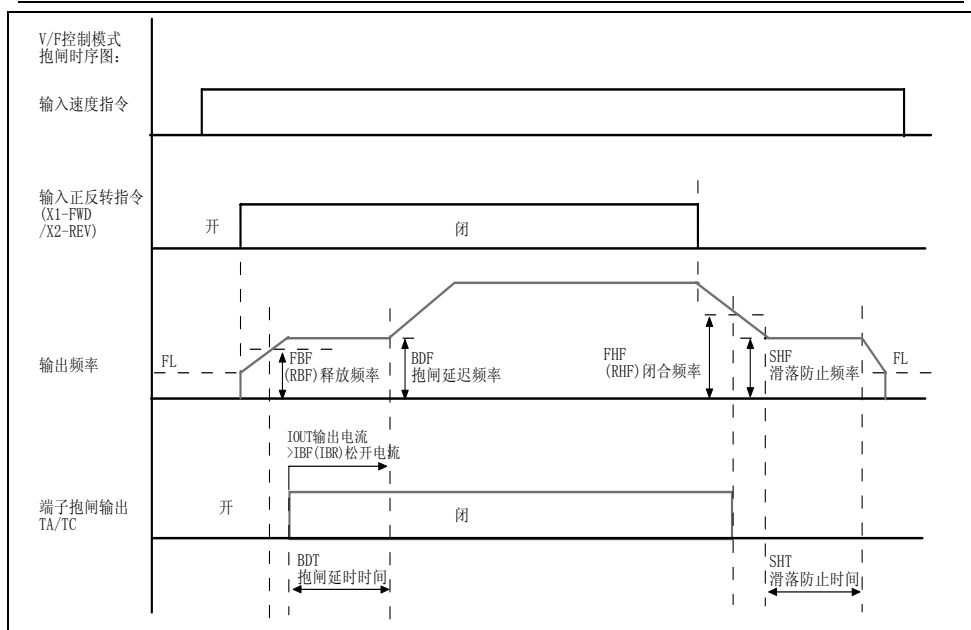 V/F控制模式
抱闸时序图:
输入速度指令
输入正反转指令
(X1-FWD
/X2-REV)
开
闭
输出频率
FL
FBF
(RBF)释放频率
BDF
抱闸延迟频率
FHF
(RHF)闭合频率
SHF
滑落防止频率
FL
IOUT输出电流
>IBF(IBR)松开电流
端子抱闸输出
TA/TC
开
闭
BDT
抱闸延时时间
SHT
滑落防止时间